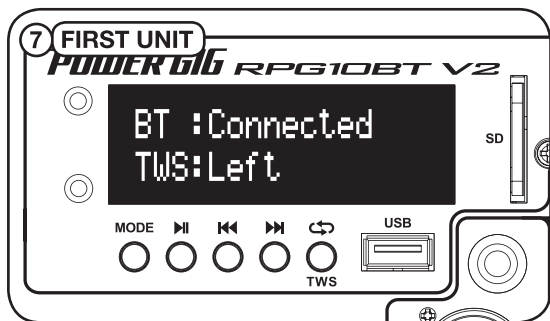 7 FIRST UNIT
POWER GIG RPG10BT V2
BT :Connected
TWS:Left
SD
MODE
USB
TWS